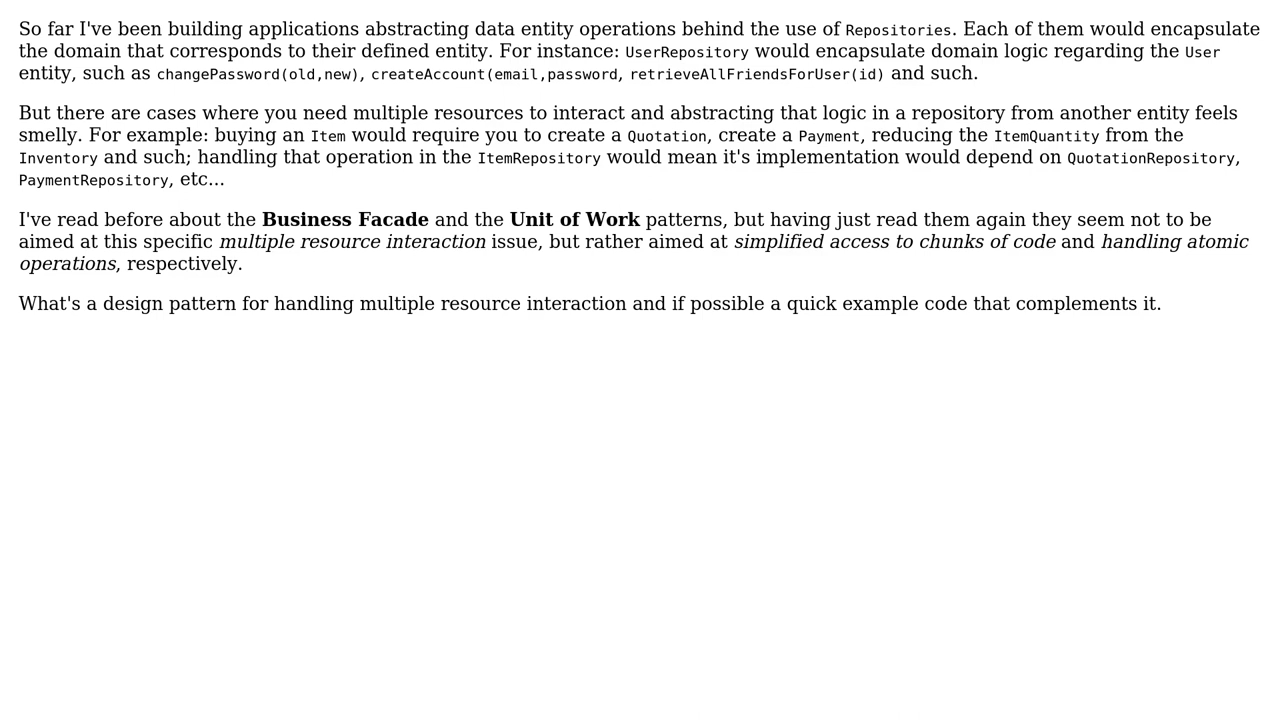 So far I've been building applications abstracting data entity operations behind the use of Repositories. Each of them would encapsulate
the domain that corresponds to their defined entity. For instance: UserRepository would encapsulate domain logic regarding the User
entity, such as changePassword(old,new), createAccount(email,password, retrieveAllFriendsForUser(id) and such.
But there are cases where you need multiple resources to interact and abstracting that logic in a repository from another entity feels
smelly. For example: buying an Item would require you to create a Quotation, create a Payment, reducing the ItemQuantity from the
Inventory and such; handling that operation in the ItemRepository would mean it's implementation would depend on QuotationRepository,
PaymentRepository, etc...
I've read before about the Business Facade and the Unit of Work patterns, but having just read them again they seem not to be
aimed at this specific multiple resource interaction issue, but rather aimed at simplified access to chunks of code and handling atomic
operations, respectively.
What's a design pattern for handling multiple resource interaction and if possible a quick example code that complements it.